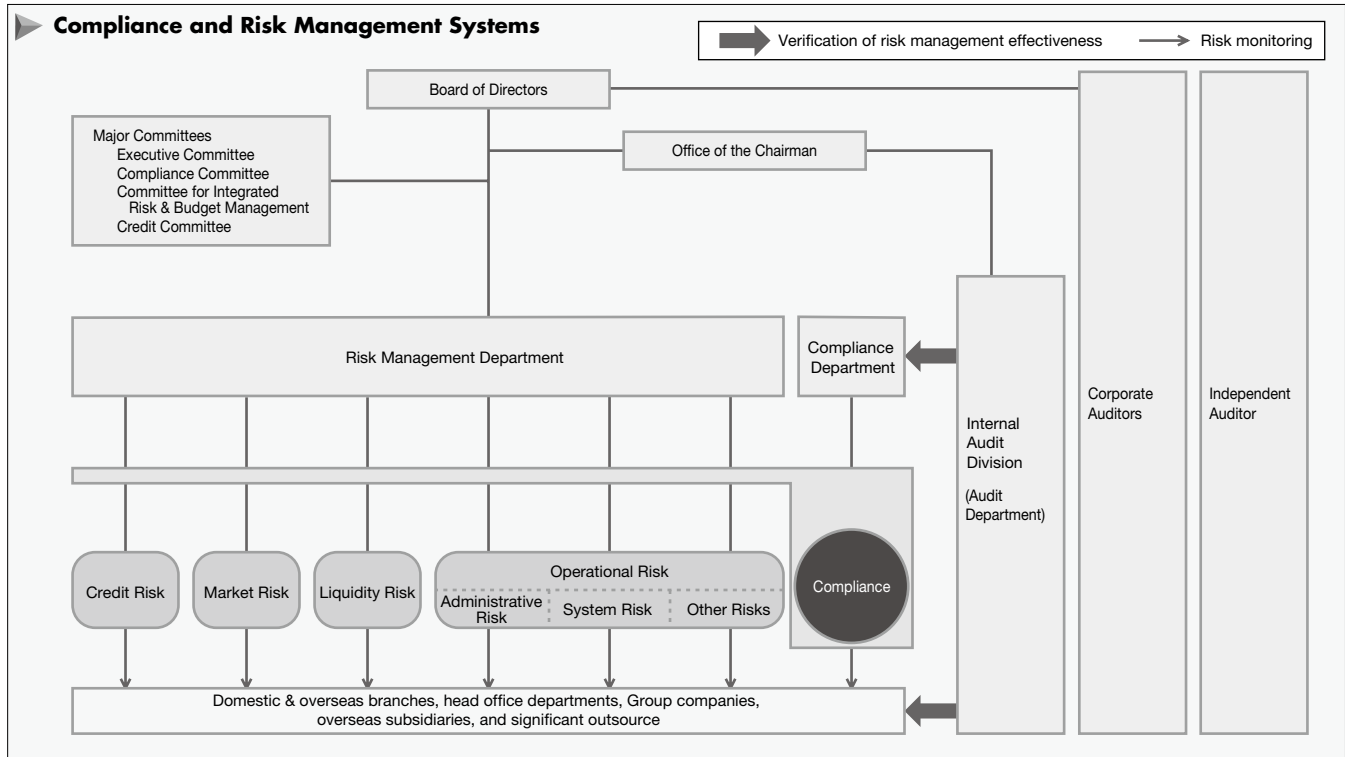 Compliance and Risk Management Systems
Verification of risk management effectiveness
Risk monitoring
Board of Directors
Major Committees
Executive Committee
Compliance Committee
Committee for Integrated
Risk & Budget Management
Credit Committee
Office of the Chairman
Risk Management Department
Compliance
Department
Internal
Audit
Division
(Audit
Department)
Corporate
Auditors
Independent
Auditor
Credit Risk
Market Risk
Liquidity Risk
Operational Risk
Administrative
Risk
System Risk
Other Risks
Compliance
Domestic & overseas branches, head office departments, Group companies,
overseas subsidiaries, and significant outsource